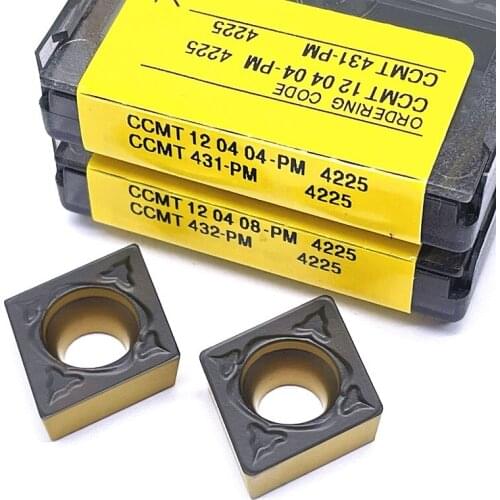 ORDERING CODE
CCMT 12 04 04-PM 4225
CCMT 431-PM 4225
CCMT 12 04 04-PM 4225
CCMT 431-PM 4225
CCMT 12 04 08-PM 4225
CCMT 432-PM 4225